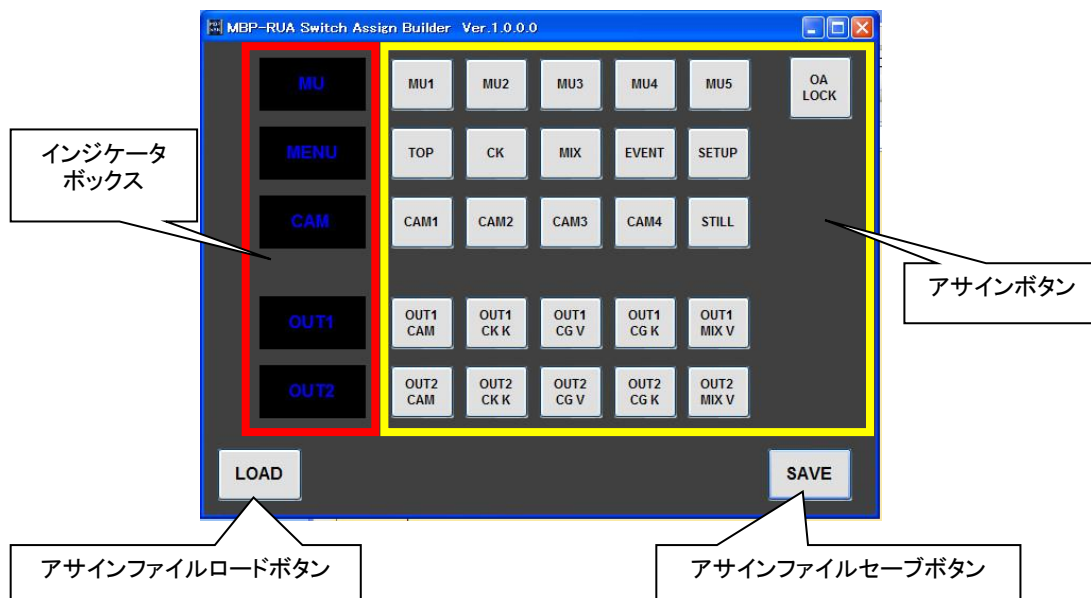 MBP-RUA Switch Assign Builder Ver.1.0.0.0
MU
MU1
MU2
MU3
MU4
MU5
OA
LOCK
MENU
TOP
CK
MIX
EVENT
SETUP
CAM
CAM1
CAM2
CAM3
CAM4
STILL
OUT1
OUT1
CAM
OUT1
CK K
OUT1
CG V
OUT1
CG K
OUT1
MIX V
OUT2
OUT2
CAM
OUT2
CK K
OUT2
CG V
OUT2
CG K
OUT2
MIX V
LOAD
SAVE
インジケータ
ボックス
アサインボタン
アサインファイルロードボタン
アサインファイルセーブボタン